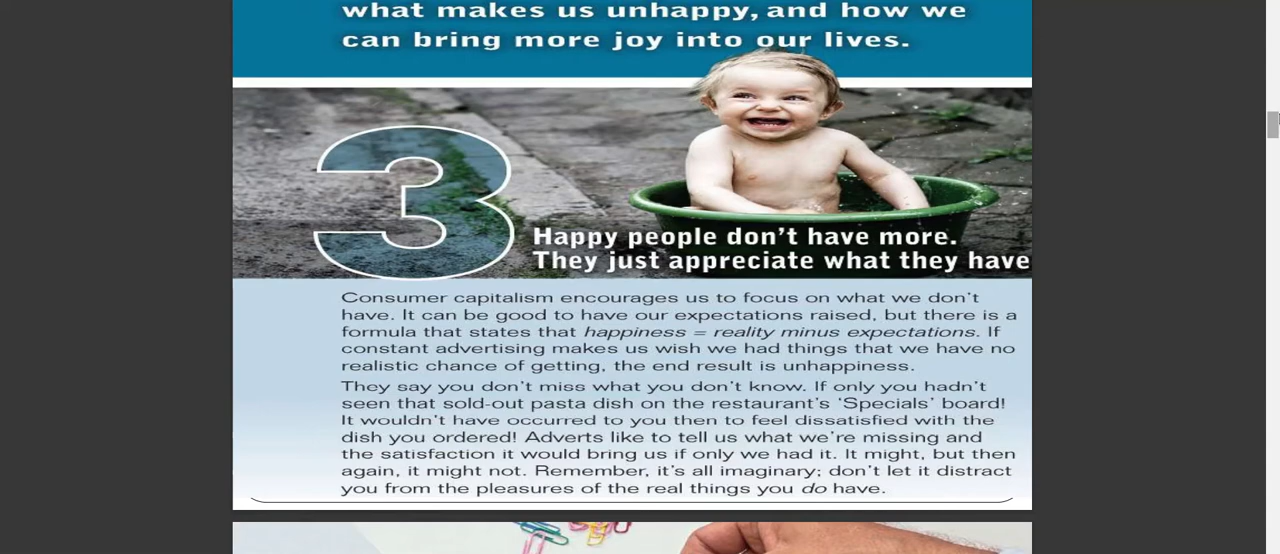 what makes us unhappy, and how we
can bring more joy into our lives.
3
Happy people don't have more.
They just appreciate what they have
Consumer capitalism encourages us to focus on what we don't
have. It can be good to have our expectations raised, but there is a
formula that states that happiness = reality minus expectations. If
constant advertising makes us wish we had things that we have no
realistic chance of getting, the end result is unhappiness.
They say you don't miss what you don't know. If only you hadn't
seen that sold-out pasta dish on the restaurant's 'Specials' board!
It wouldn't have occurred to you then to feel dissatisfied with the
dish you ordered! Adverts like to tell us what we're missing and
the satisfaction it would bring us if only we had it. It might, but then
again, it might not. Remember, it's all imaginary; don't let it distract
you from the pleasures of the real things you do have.